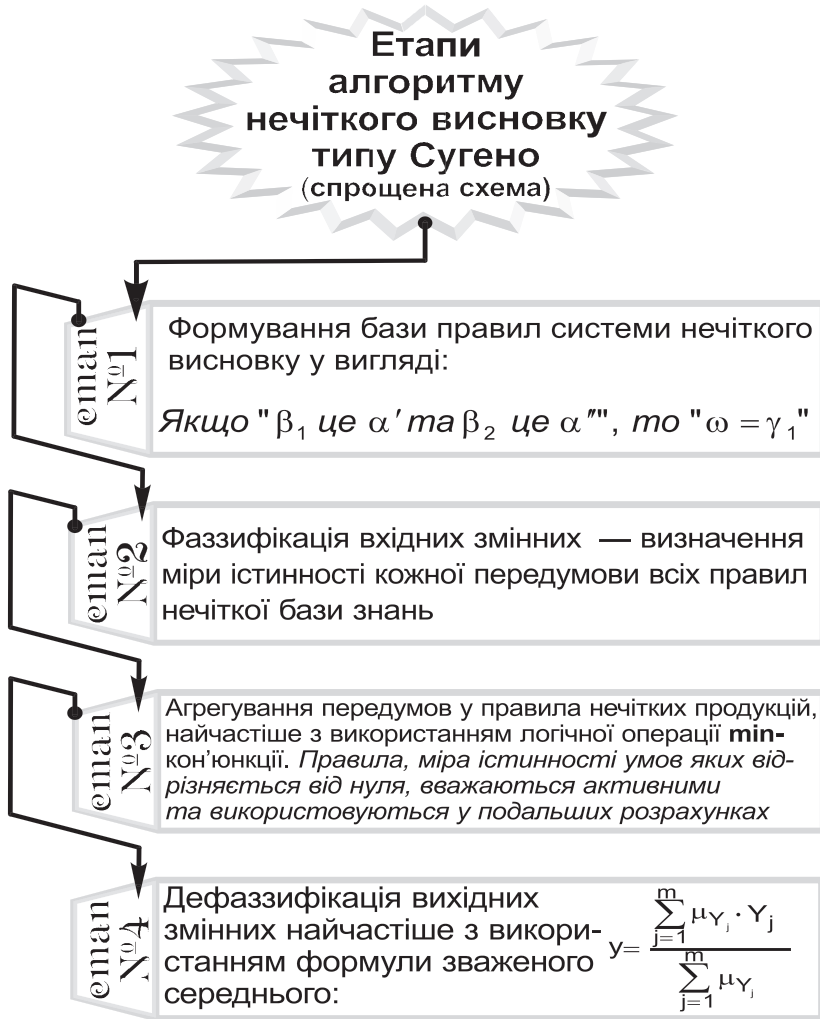 Етапи
алгоритму
нечіткого висновку
типу Сугено
(спрощена схема)
етап
№1
Формування бази правил системи нечіткого
висновку у вигляді:
Якщо "β₁ це α′ та β₂ це α″", то "ω = γ₁"
етап
№2
Фаззифікація вхідних змінних — визначення
міри істинності кожної передумови всіх правил
нечіткої бази знань
етап
№3
Агрегування передумов у правила нечітких продукцій,
найчастіше з використанням логічної операції min-
кон'юнкції. Правила, міра істинності умов яких від-
різняється від нуля, вважаються активними
та використовуються у подальших розрахунках
етап
№4
Дефаззифікація вихідних
змінних найчастіше з викори-
станням формули зваженого
середнього:
y= ∑_{j=1}^{m} μ_{Y_j} · Y_j / ∑_{j=1}^{m} μ_{Y_j}